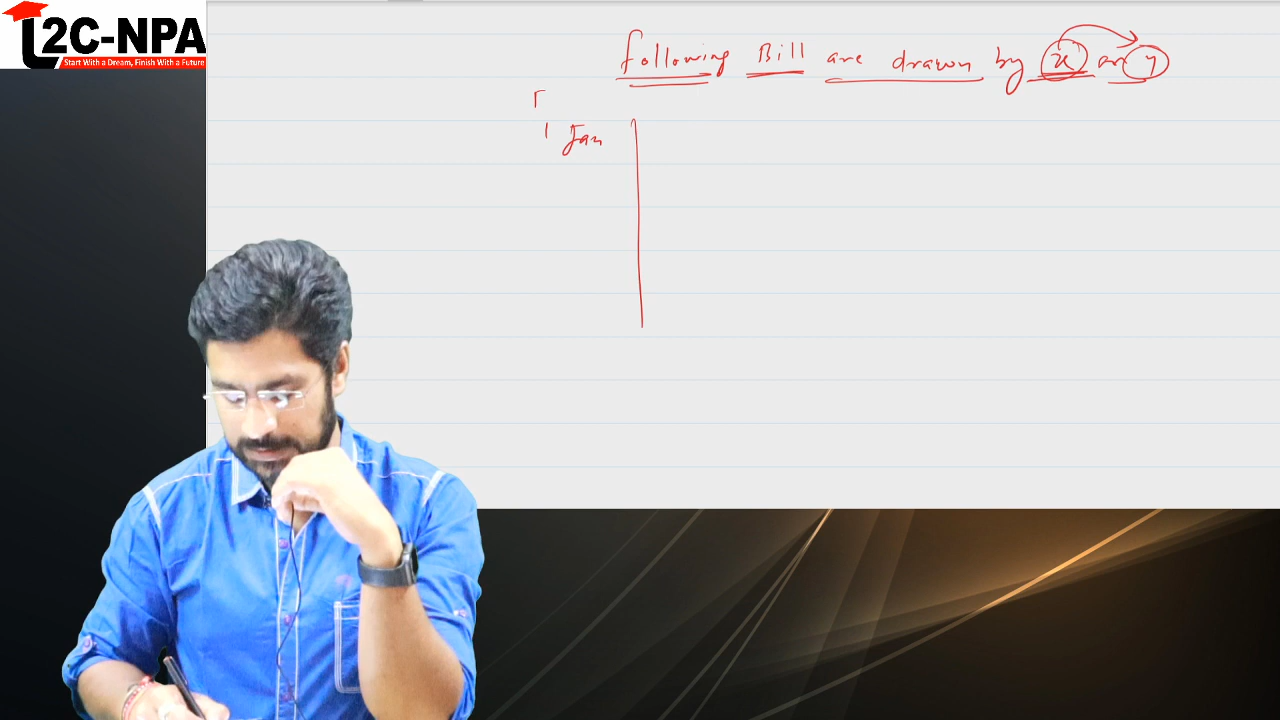 L2C-NPA
Start With a Dream, Finish With a Future
following Bill are drawn by x on y
1 Jan